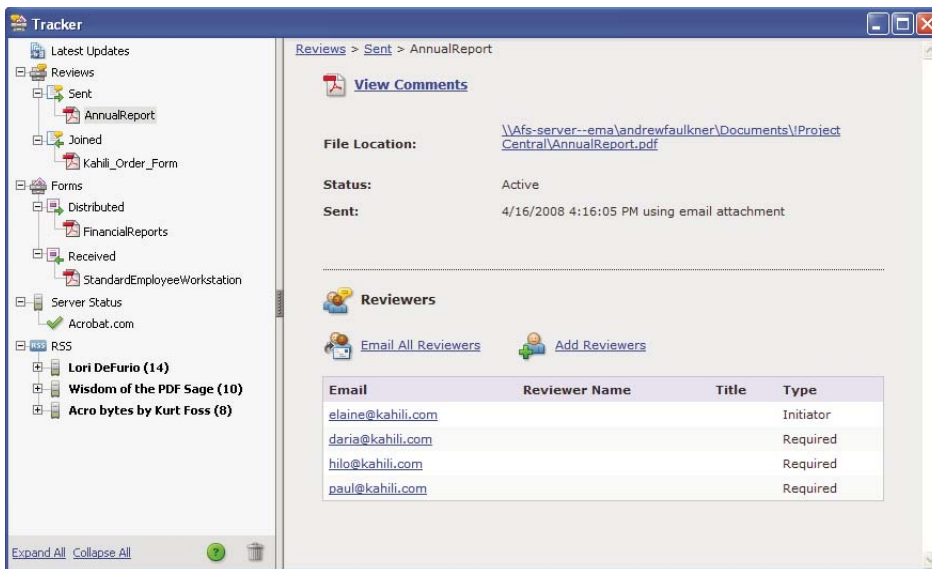 Tracker
Latest Updates
Reviews
Sent
AnnualReport
Joined
Kahili_Order_Form
Forms
Distributed
FinancialReports
Received
StandardEmployeeWorkstation
Server Status
Acrobat.com
RSS RSS
Lori DeFurio (14)
Wisdom of the PDF Sage (10)
Acro bytes by Kurt Foss (8)
Expand All Collapse All ?
Reviews > Sent > AnnualReport
View Comments
File Location: \\Afs-server--ema\andrewfaulkner\Documents\!Project
Central\AnnualReport.pdf
Status: Active
Sent: 4/16/2008 4:16:05 PM using email attachment
Reviewers
Email All Reviewers Add Reviewers
Email Reviewer Name Title Type
elaine@kahili.com Initiator
daria@kahili.com Required
hilo@kahili.com Required
paul@kahili.com Required